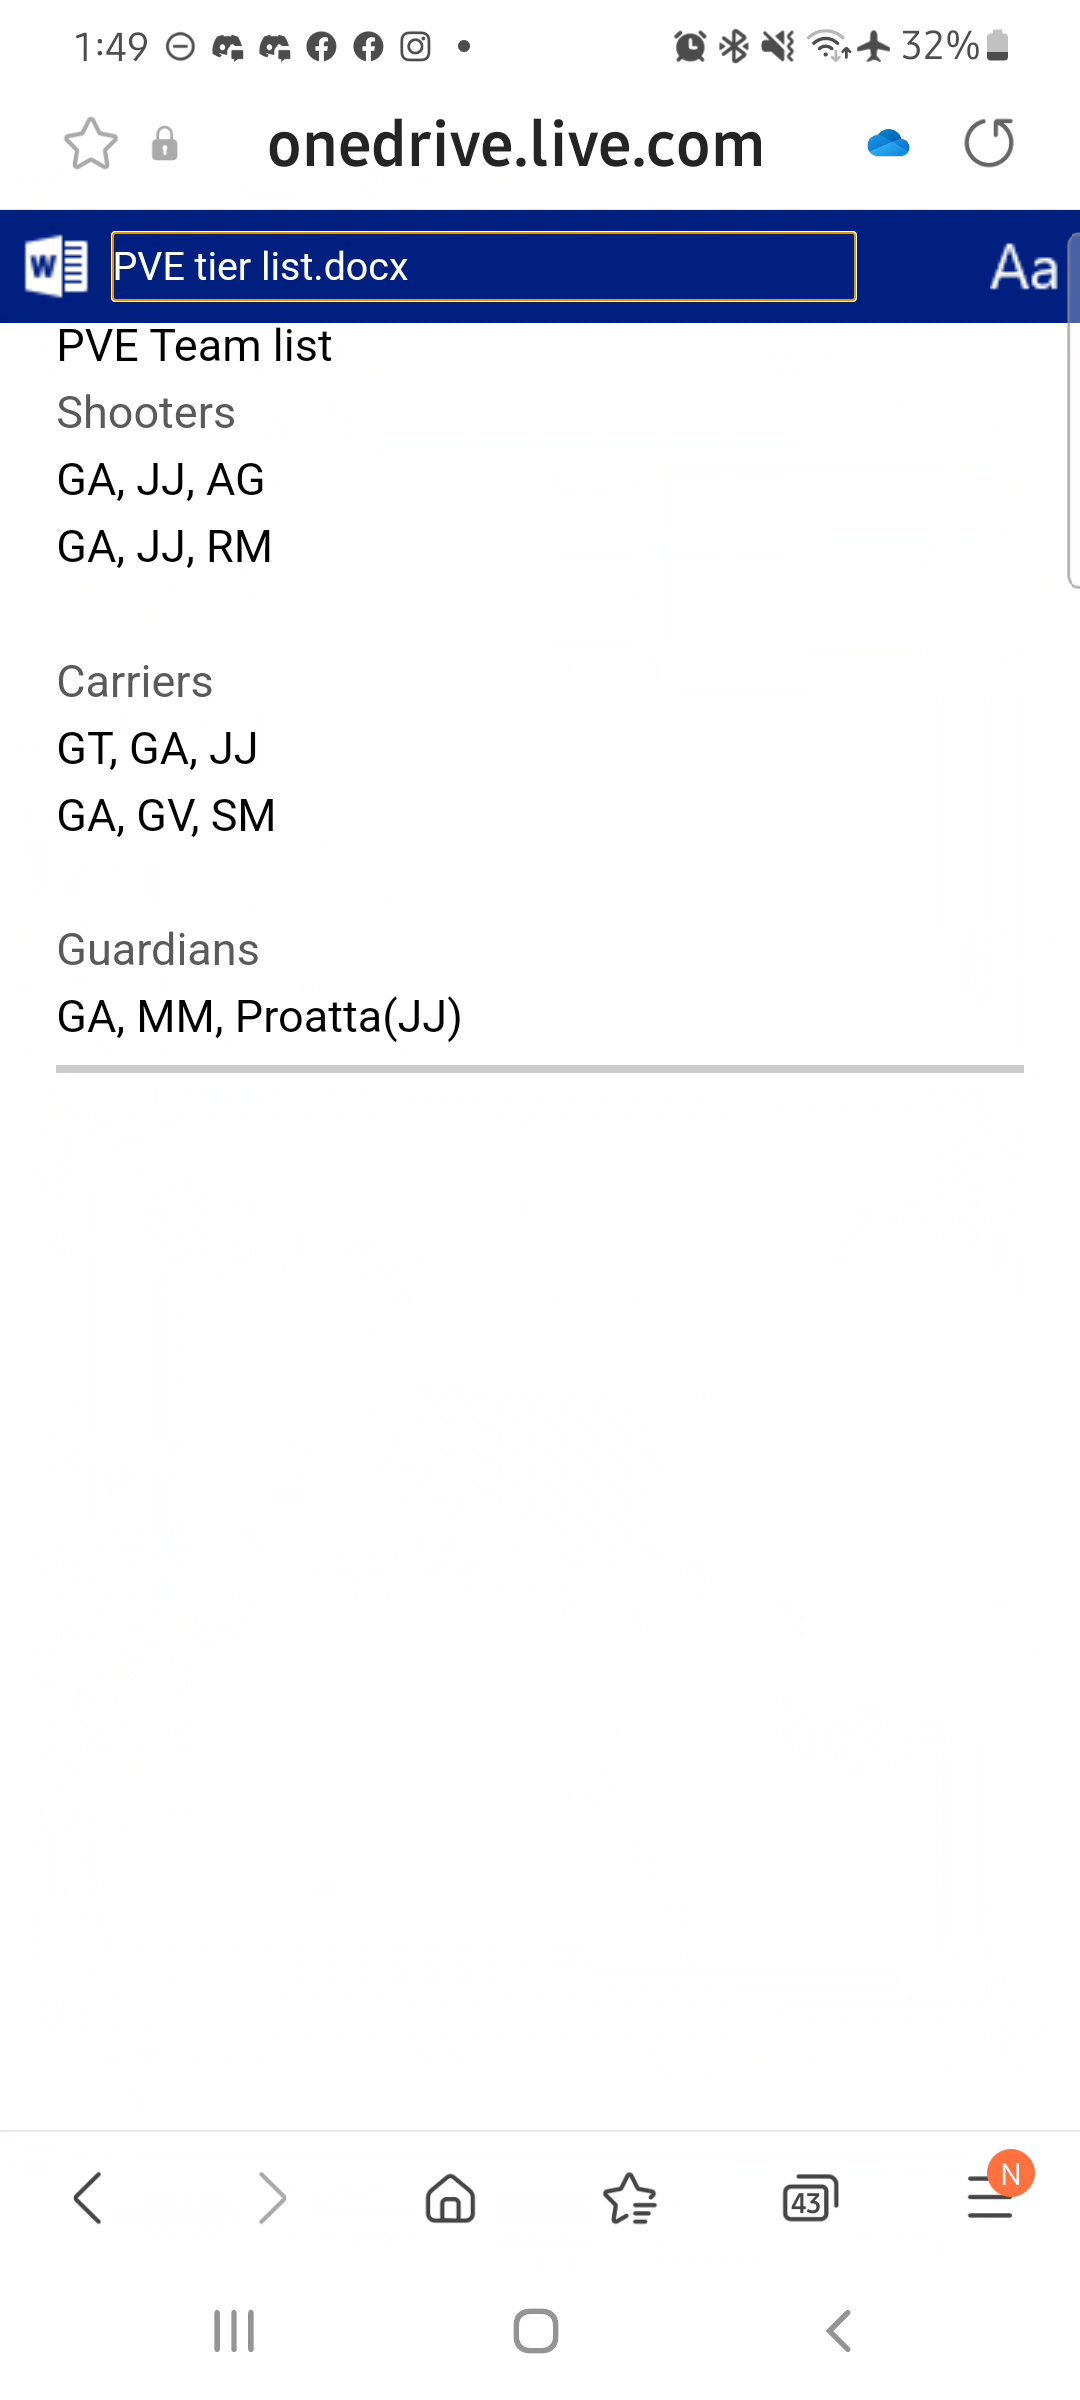 1:49
32%
onedrive.live.com
W
PVE tier list.docx
Aa
PVE Team list
Shooters
GA, JJ, AG
GA, JJ, RM
Carriers
GT, GA, JJ
GA, GV, SM
Guardians
GA, MM, Proatta(JJ)
43
N